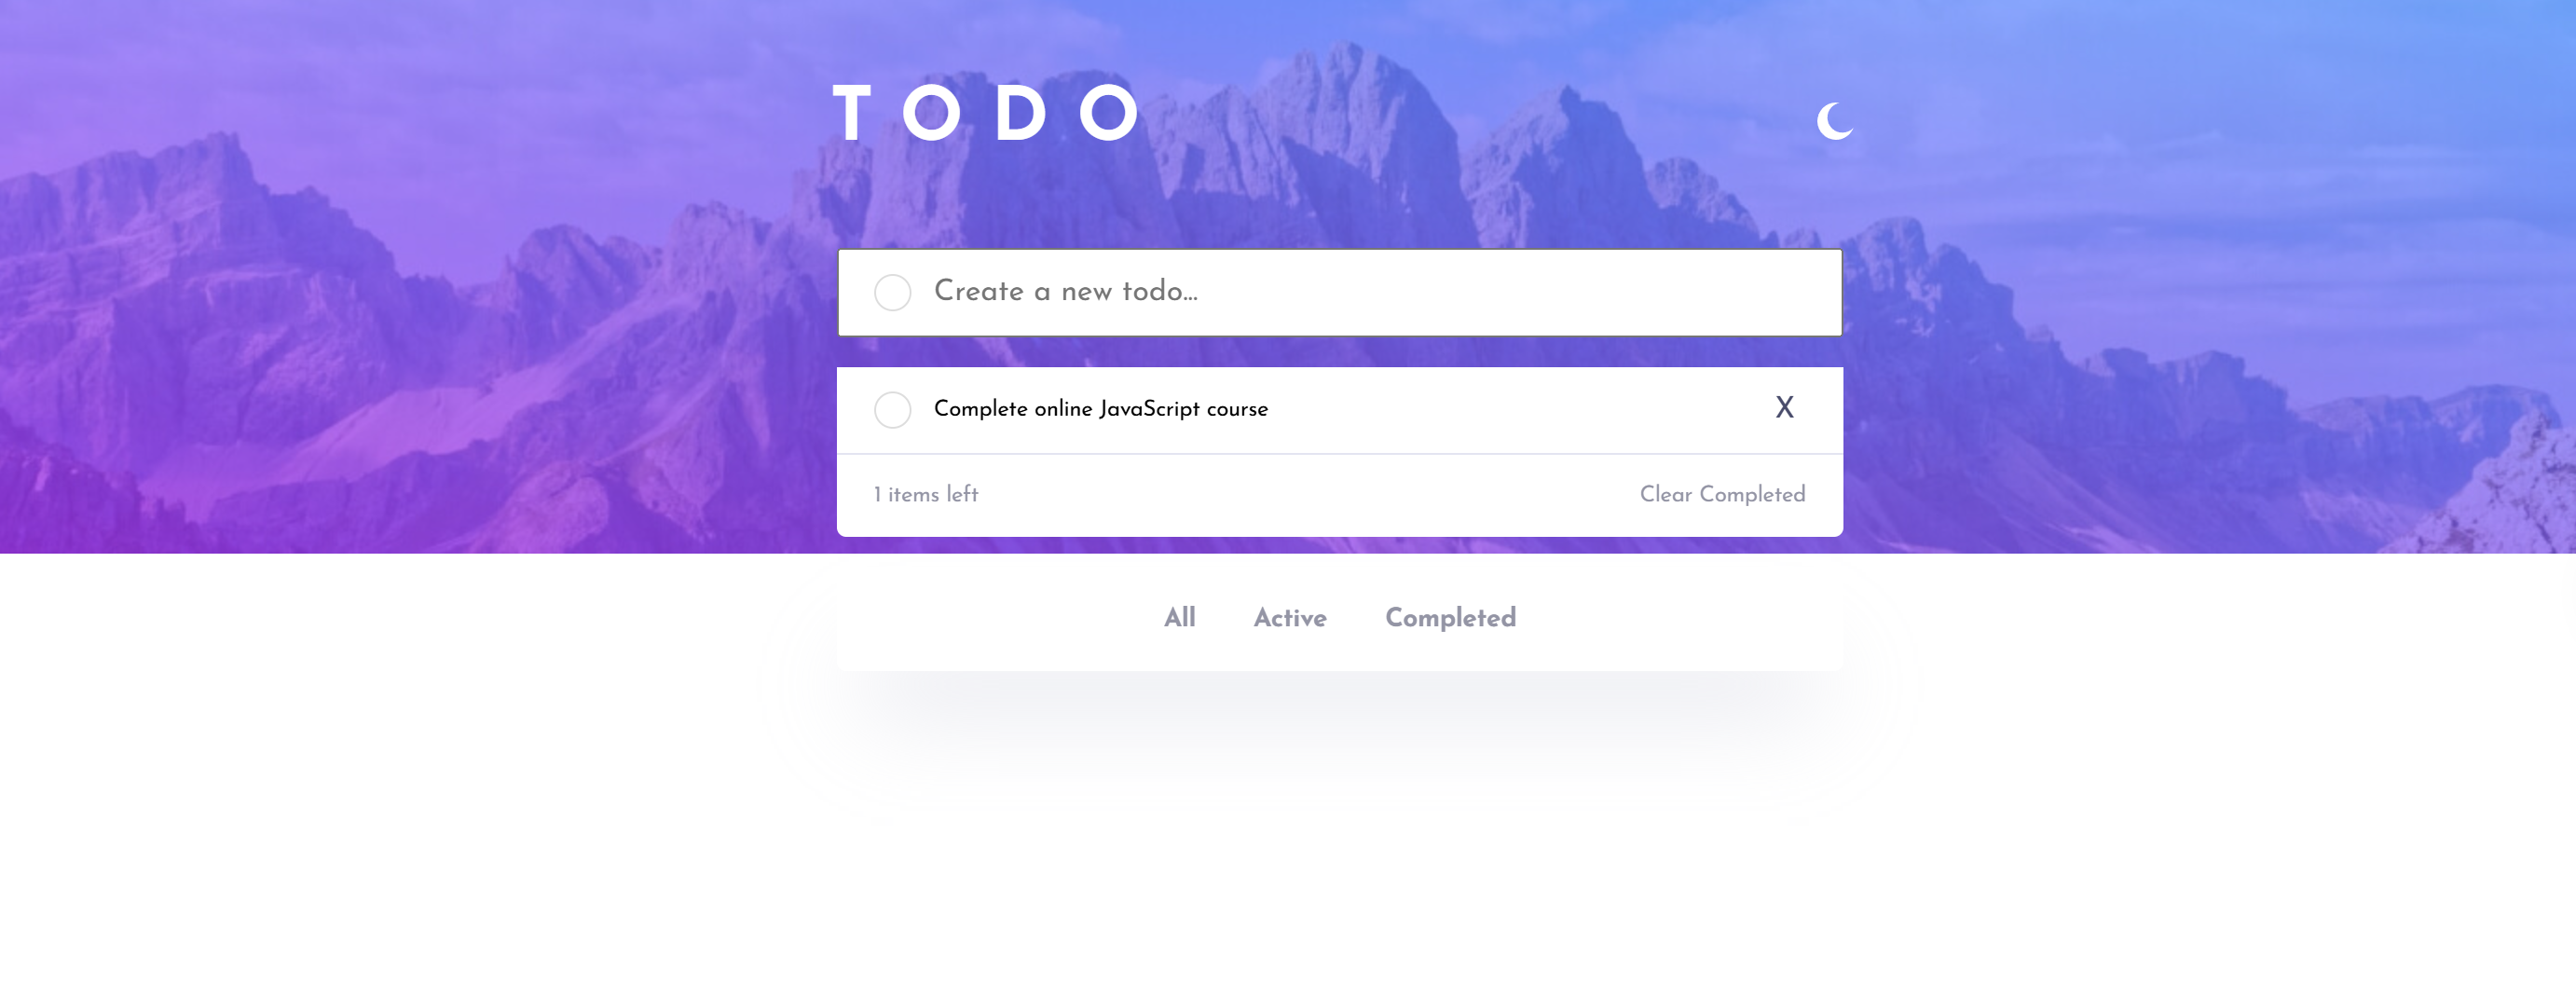 TODO
Create a new todo...
Complete online JavaScript course X
1 items left Clear Completed
All Active Completed